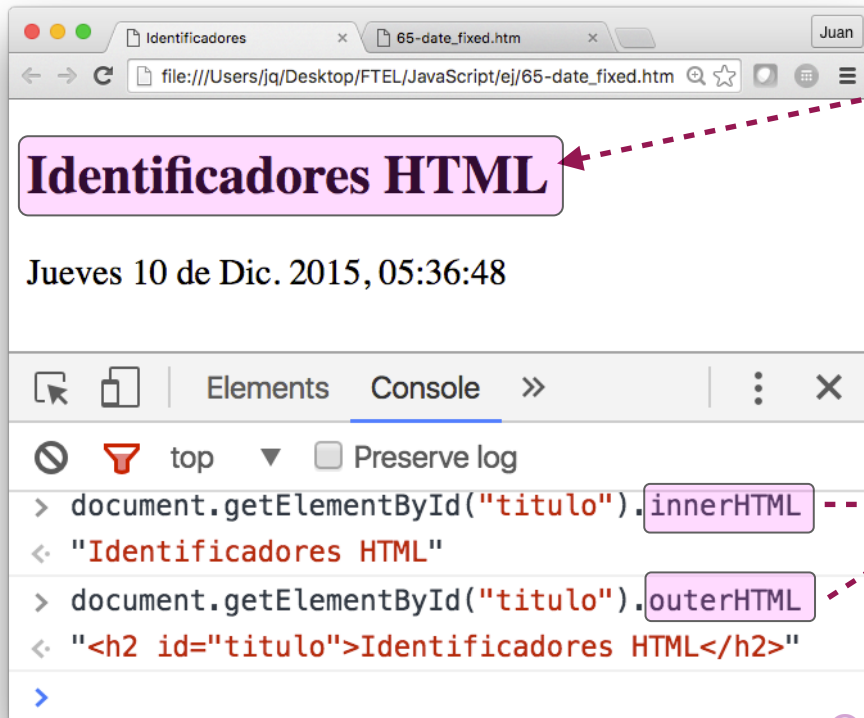 Identificadores
65-date_fixed.htm
Juan
file:///Users/jq/Desktop/FTEL/JavaScript/ej/65-date_fixed.htm
Identificadores HTML
Jueves 10 de Dic. 2015, 05:36:48
Elements Console
top Preserve log
> document.getElementById("titulo").innerHTML
"Identificadores HTML"
> document.getElementById("titulo").outerHTML
"<h2 id="titulo">Identificadores HTML</h2>"
>